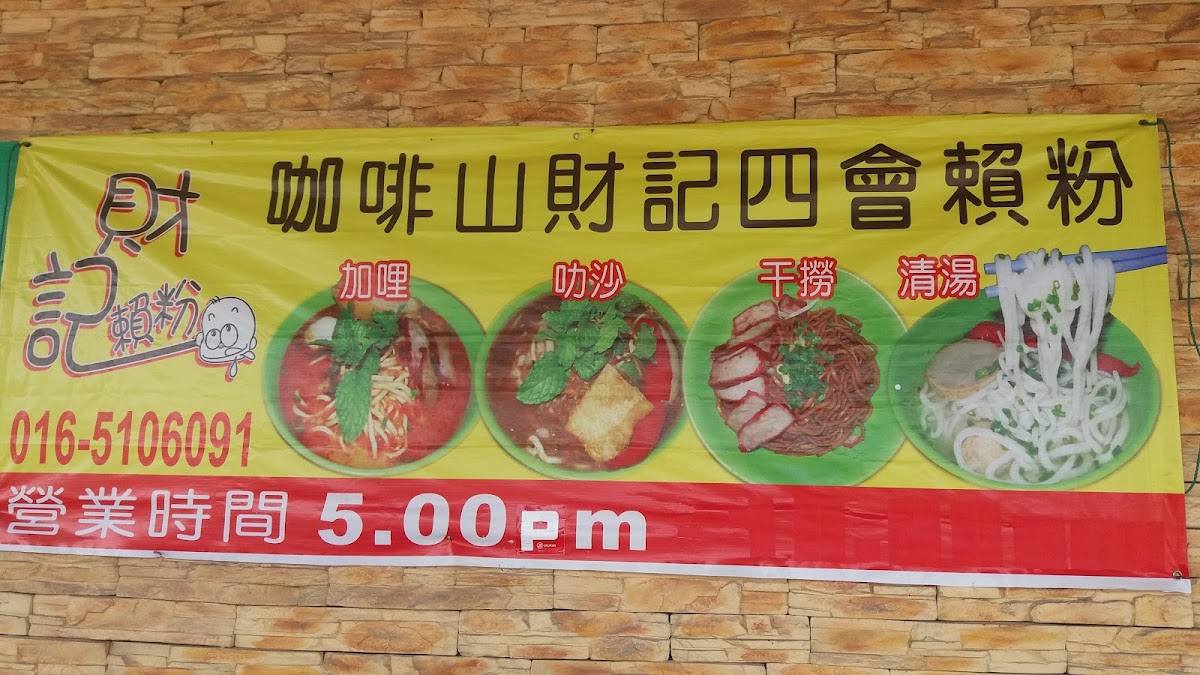 咖啡山財記四會賴粉
財記
賴粉
加哩 叻沙 干撈 清湯
016-5106091
營業時間 5.00pm